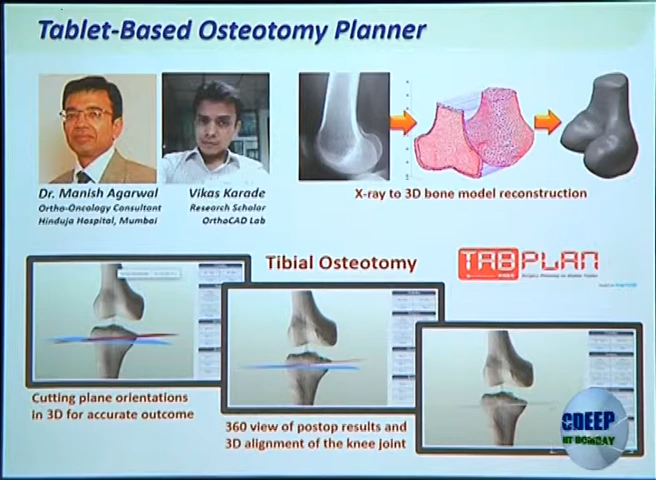 Tablet-Based Osteotomy Planner
Dr. Manish Agarwal
Ortho-Oncology Consultant
Hinduja Hospital, Mumbai
Vikas Karade
Research Scholar
OrthoCAD Lab
X-ray to 3D bone model reconstruction
Tibial Osteotomy
TABPLAN
Cutting plane orientations
in 3D for accurate outcome
360 view of postop results and
3D alignment of the knee joint
CDEEP
IIT BOMBAY